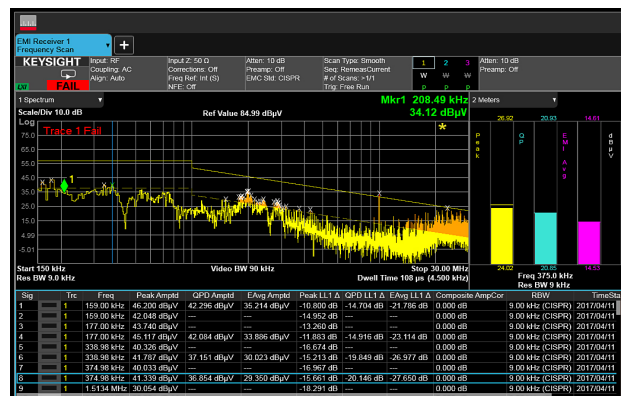 EMI Receiver 1
Frequency Scan
+
KEYSIGHT
Input: RF
Coupling: AC
Align: Auto
Input Z: 50 Ω
Corrections: Off
Freq Ref: Int (S)
NFE: Off
Atten: 10 dB
Preamp: Off
EMC Std: CISPR
Scan Type: Smooth
Seq: RemeasCurrent
# of Scans: >1/1
Trig: Free Run
1 2 3
W W W
P P P
Atten: 10 dB
Preamp: Off
LXI
FAIL
1 Spectrum
Mkr1 208.49 kHz
2 Meters
Scale/Div 10.0 dB
Ref Value 84.99 dBµV
34.12 dBµV
Log
Trace 1 Fail
75.0
65.0
55.0
45.0
35.0
25.0
15.0
4.99
-5.01
1
Start 150 kHz
Res BW 9.0 kHz
Video BW 90 kHz
Stop 30.00 MHz
Dwell Time 108 µs (4.500 kHz)
26.92 20.93 14.61
Peak
QP
EMI Avg
dBµV
24.02 20.85 14.53
Freq 375.0 kHz
Res BW 9 kHz
Sig Trc Freq Peak Amptd QPD Amptd EAvg Amptd Peak LL1 Δ QPD LL1 Δ EAvg LL1 Δ Composite AmpCor RBW TimeSta
1 1 159.00 kHz 46.200 dBµV 42.296 dBµV 35.214 dBµV -10.800 dB -14.704 dB -21.786 dB 0.000 dB 9.00 kHz (CISPR) 2017/04/11
2 1 159.00 kHz 42.048 dBµV --- --- -14.952 dB --- --- 0.000 dB 9.00 kHz (CISPR) 2017/04/11
3 1 177.00 kHz 43.740 dBµV --- --- -13.260 dB --- --- 0.000 dB 9.00 kHz (CISPR) 2017/04/11
4 1 177.00 kHz 45.117 dBµV 42.084 dBµV 33.886 dBµV -11.883 dB -14.916 dB -23.114 dB 0.000 dB 9.00 kHz (CISPR) 2017/04/11
5 1 338.98 kHz 40.326 dBµV --- --- -16.674 dB --- --- 0.000 dB 9.00 kHz (CISPR) 2017/04/11
6 1 338.98 kHz 41.787 dBµV 37.151 dBµV 30.023 dBµV -15.213 dB -19.849 dB -26.977 dB 0.000 dB 9.00 kHz (CISPR) 2017/04/11
7 1 374.98 kHz 40.033 dBµV --- --- -16.967 dB --- --- 0.000 dB 9.00 kHz (CISPR) 2017/04/11
8 1 374.98 kHz 41.339 dBµV 36.854 dBµV 29.350 dBµV -15.661 dB -20.146 dB -27.650 dB 0.000 dB 9.00 kHz (CISPR) 2017/04/11
9 1 1.5134 MHz 30.054 dBµV --- --- -18.291 dB --- --- 0.000 dB 9.00 kHz (CISPR) 2017/04/11